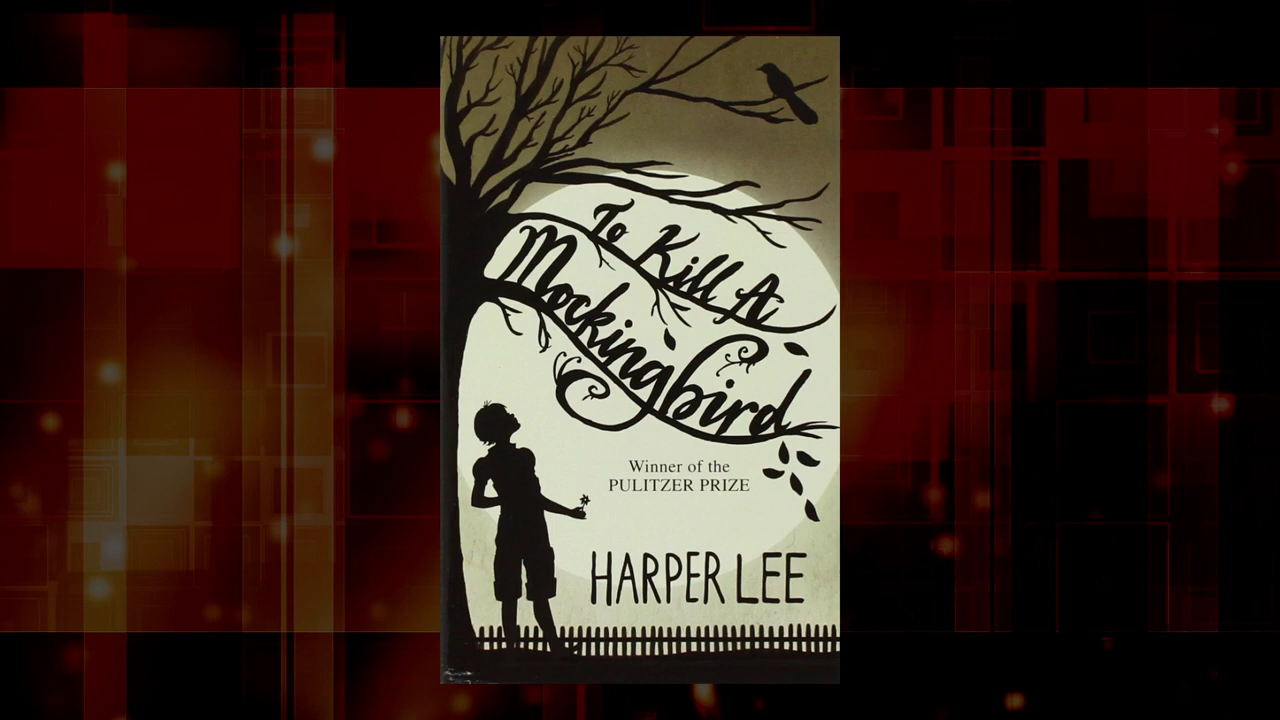 To Kill A
Mockingbird
Winner of the
PULITZER PRIZE
HARPER LEE